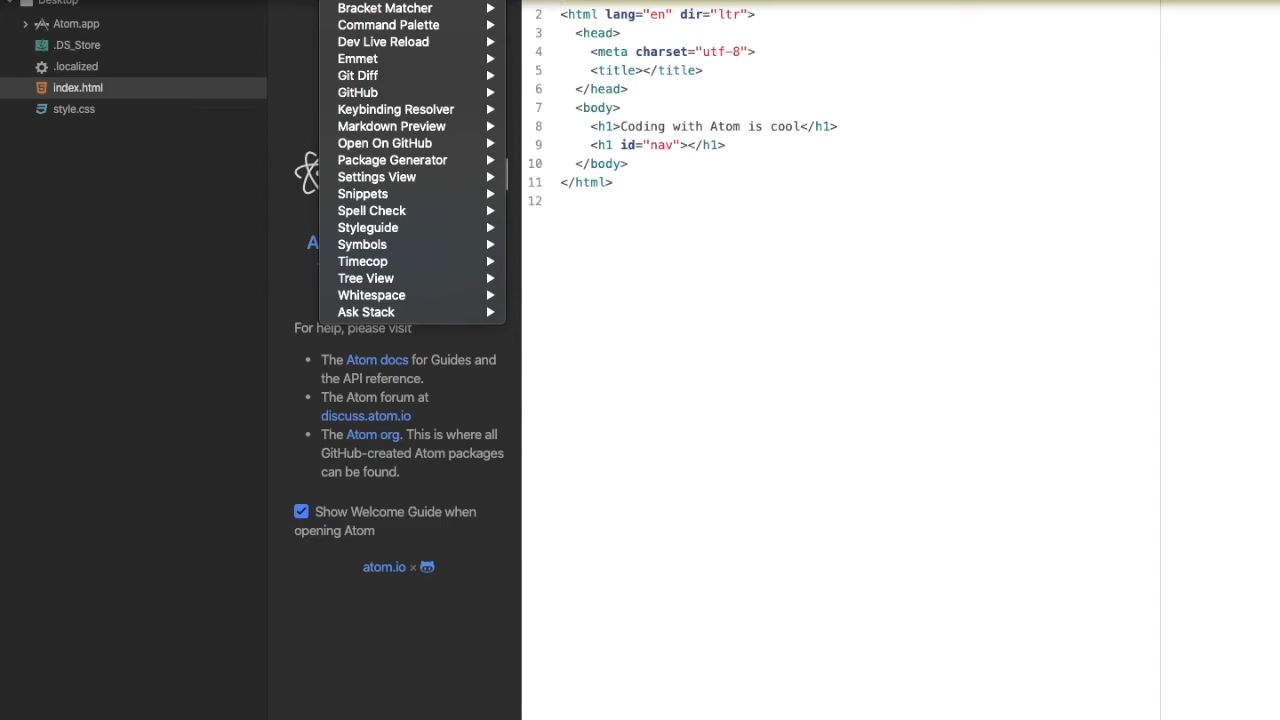 Desktop
Atom.app
.DS_Store
.localized
index.html
style.css
Bracket Matcher
Command Palette
Dev Live Reload
Emmet
Git Diff
GitHub
Keybinding Resolver
Markdown Preview
Open On GitHub
Package Generator
Settings View
Snippets
Spell Check
Styleguide
Symbols
Timecop
Tree View
Whitespace
Ask Stack
A
For help, please visit
• The Atom docs for Guides and
the API reference.
• The Atom forum at
discuss.atom.io
• The Atom org. This is where all
GitHub-created Atom packages
can be found.
Show Welcome Guide when
opening Atom
atom.io ×
2 <html lang="en" dir="ltr">
3 <head>
4 <meta charset="utf-8">
5 <title></title>
6 </head>
7 <body>
8 <h1>Coding with Atom is cool</h1>
9 <h1 id="nav"></h1>
10 </body>
11 </html>
12